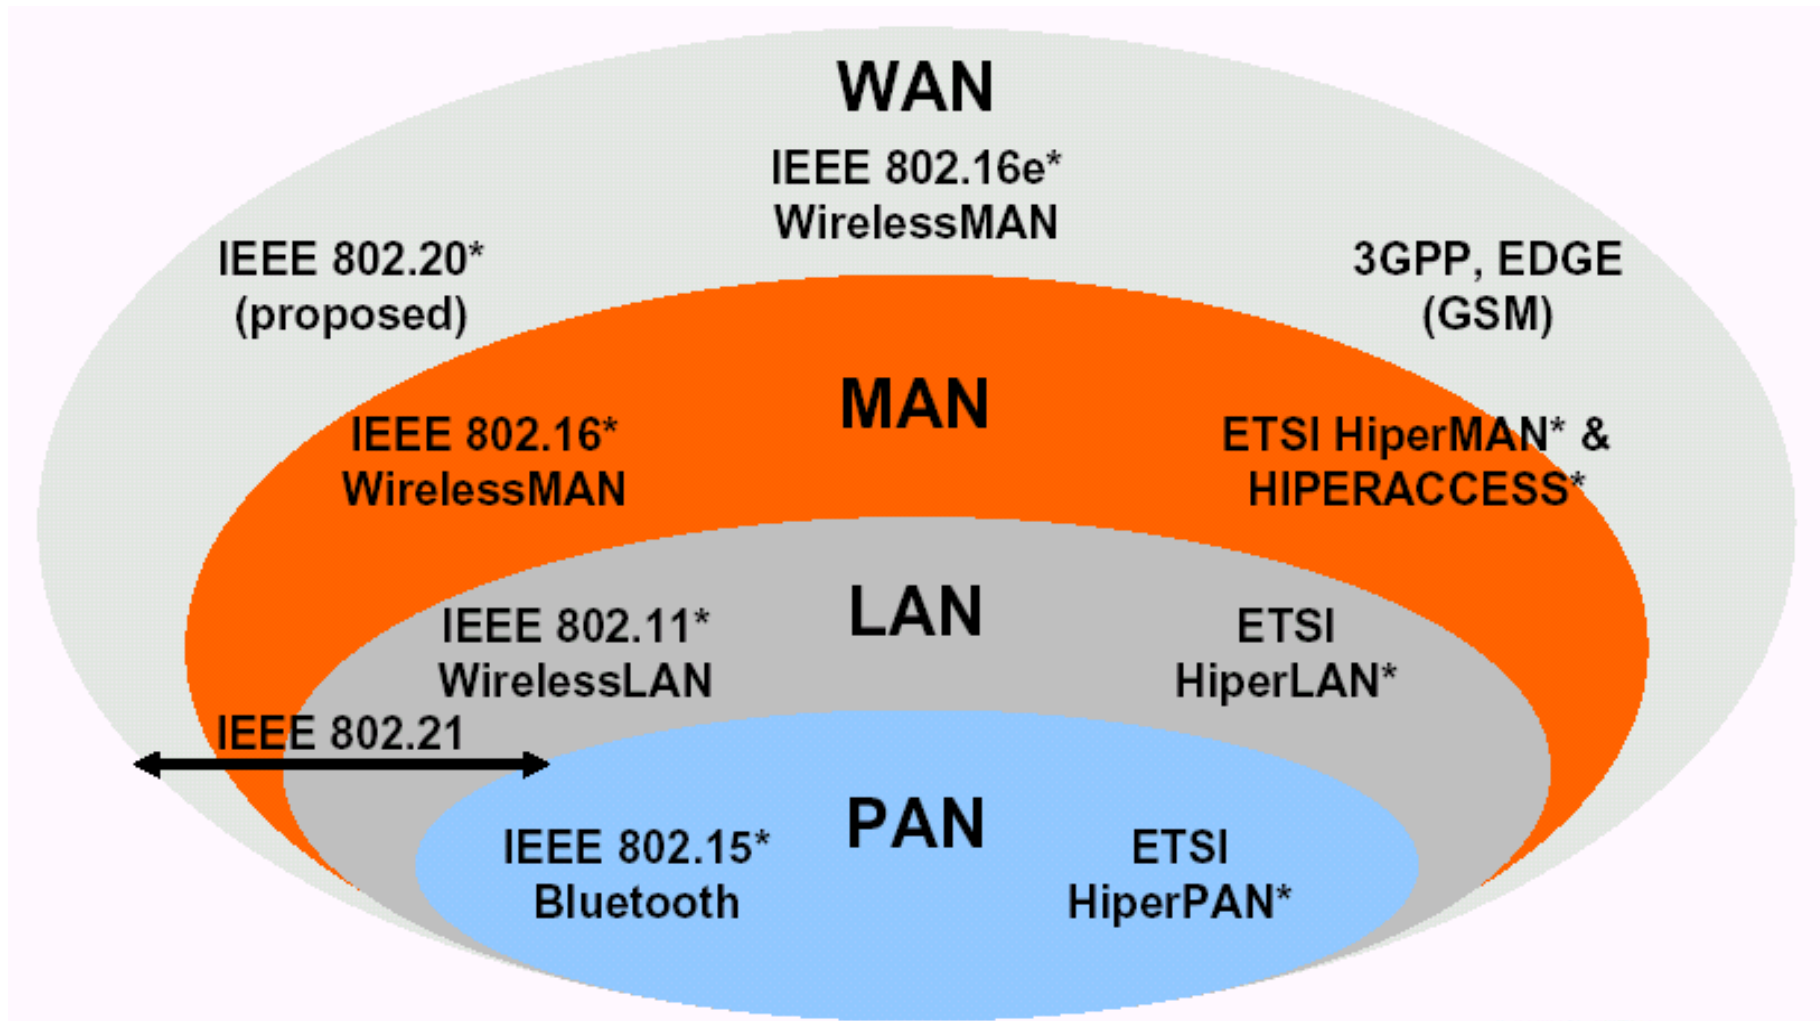 WAN
IEEE 802.16e*
WirelessMAN
IEEE 802.20*
(proposed)
3GPP, EDGE
(GSM)
MAN
IEEE 802.16*
WirelessMAN
ETSI HiperMAN* &
HIPERACCESS*
LAN
IEEE 802.11*
WirelessLAN
ETSI
HiperLAN*
IEEE 802.21
PAN
IEEE 802.15*
Bluetooth
ETSI
HiperPAN*